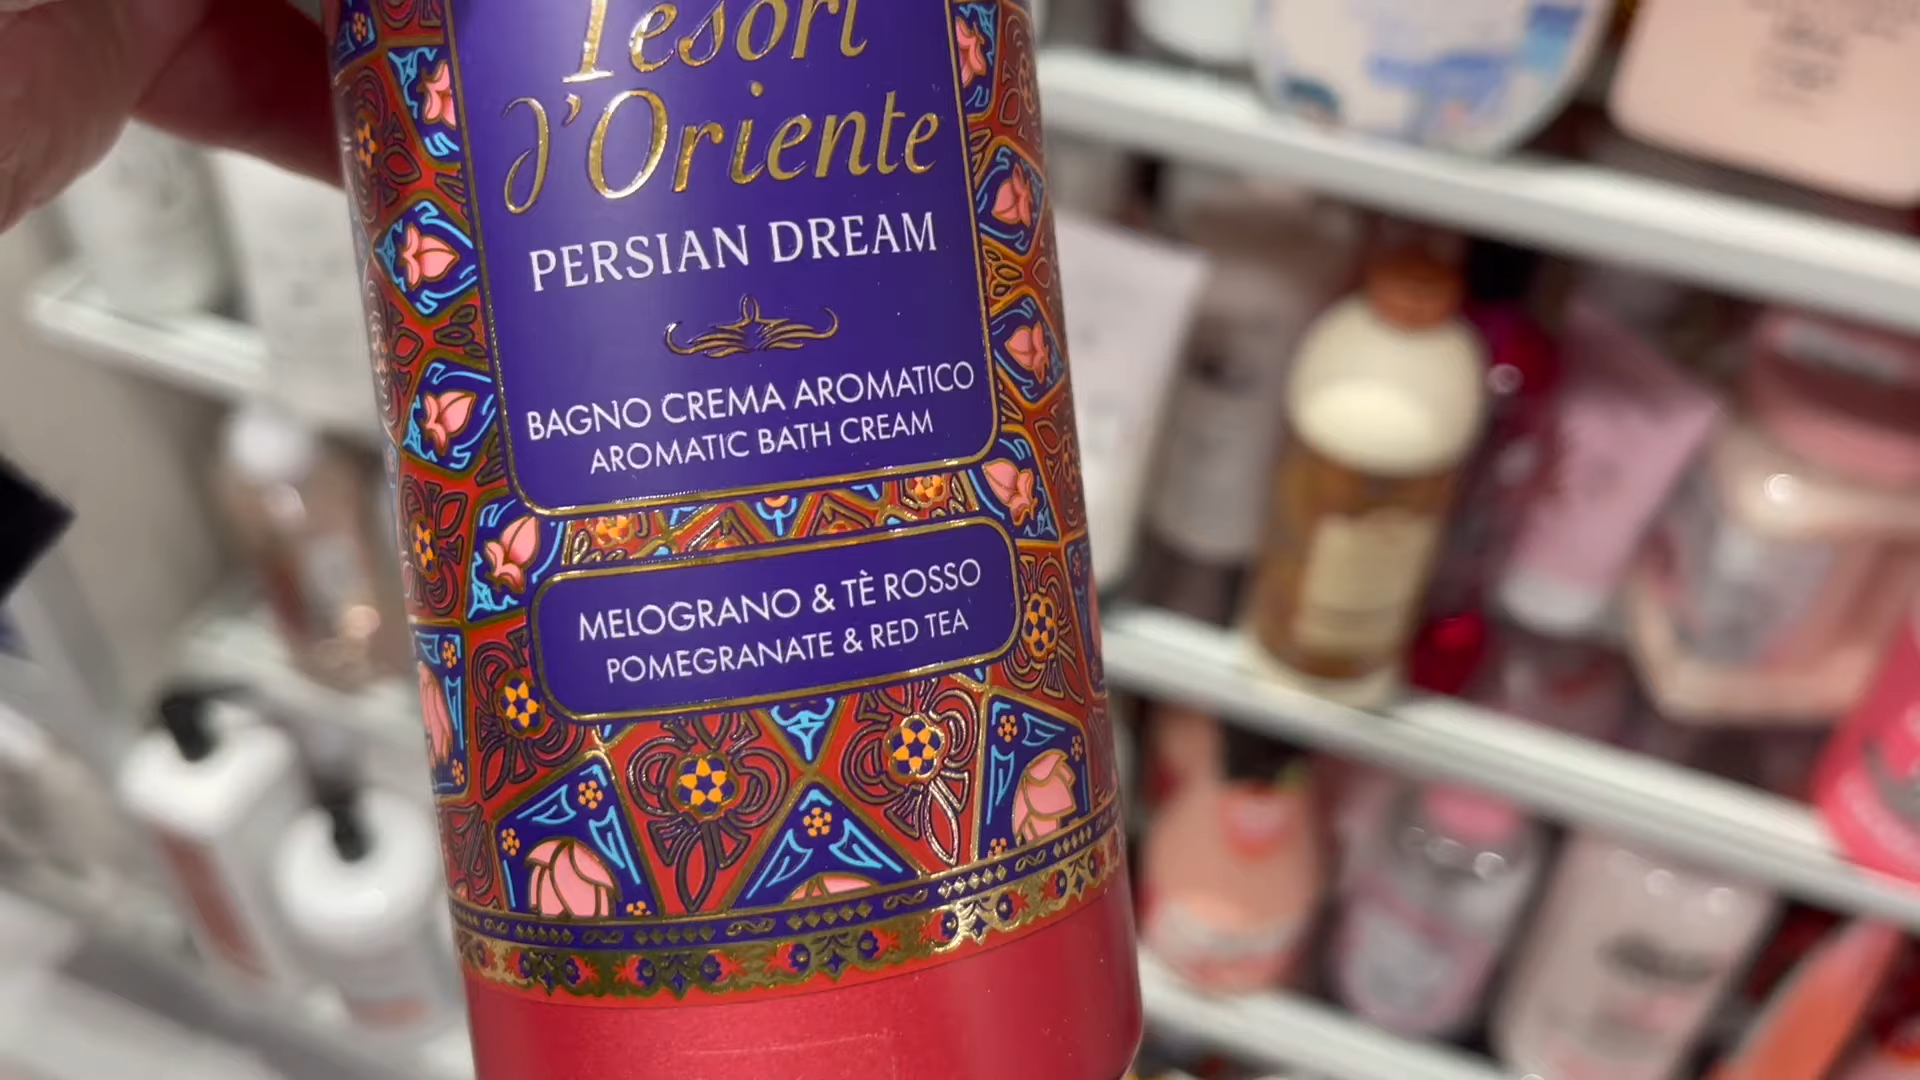 Tesori
d'Oriente
PERSIAN DREAM
BAGNO CREMA AROMATICO
AROMATIC BATH CREAM
MELOGRANO & TÈ ROSSO
POMEGRANATE & RED TEA